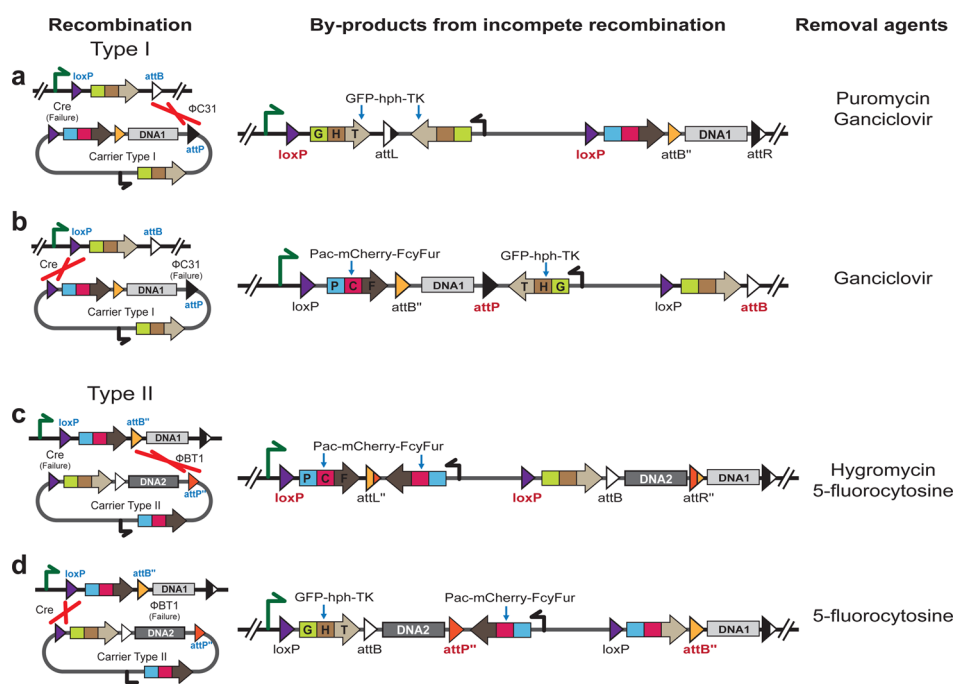 Recombination By-products from incompete recombination Removal agents
Type I
a
loxP attB
Cre
(Failure)
ΦC31
DNA1
attP
Carrier Type I
GFP-hph-TK
G H T
loxP attL loxP attB" DNA1 attR
Puromycin
Ganciclovir
b
loxP attB
Cre
ΦC31
(Failure)
DNA1
attP
Carrier Type I
Pac-mCherry-FcyFur GFP-hph-TK
P C F DNA1 T H G
loxP attB" attP loxP attB
Ganciclovir
Type II
c
loxP attB"
DNA1
Cre
(Failure)
ΦBT1
DNA2
attP"
Carrier Type II
Pac-mCherry-FcyFur
P C F DNA2 DNA1
loxP attL" loxP attB attR"
Hygromycin
5-fluorocytosine
d
loxP attB"
DNA1
Cre
ΦBT1
(Failure)
DNA2
attP"
Carrier Type II
GFP-hph-TK Pac-mCherry-FcyFur
G H T DNA2 DNA1
loxP attB attP" loxP attB"
5-fluorocytosine